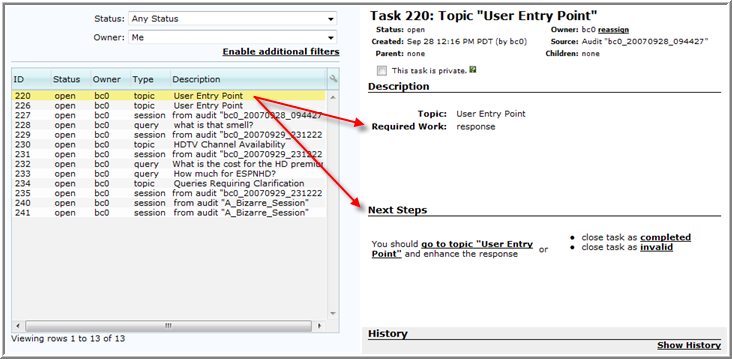 Status: Any Status
Owner: Me
Enable additional filters
ID Status Owner Type Description
220 open bc0 topic User Entry Point
226 open bc0 topic User Entry Point
227 open bc0 session from audit "bc0_20070928_094427
228 open bc0 query what is that smell?
229 open bc0 session from audit "bc0_20070929_231222
230 open bc0 topic HDTV Channel Availability
231 open bc0 session from audit "bc0_20070929_231222
232 open bc0 query What is the cost for the HD premiu
233 open bc0 query How much for ESPNHD?
234 open bc0 topic Queries Requiring Clarification
235 open bc0 session from audit "bc0_20070929_231222
240 open bc0 session from audit "A_Bizarre_Session"
241 open bc0 session from audit "A_Bizarre_Session"
Viewing rows 1 to 13 of 13
Task 220: Topic "User Entry Point"
Status: open Owner: bc0 reassign
Created: Sep 28 12:16 PM PDT (by bc0) Source: Audit "bc0_20070928_094427"
Parent: none Children: none
This task is private.
Description
Topic: User Entry Point
Required Work: response
Next Steps
You should go to topic "User Entry
Point" and enhance the response
or
• close task as completed
• close task as invalid
History
Show History